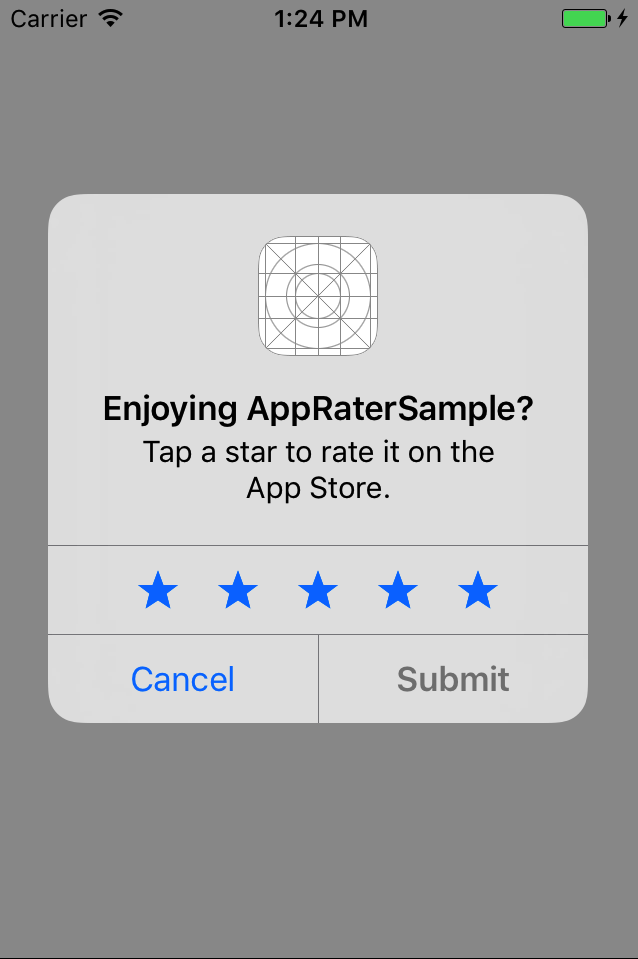 Carrier 1:24 PM
Enjoying AppRaterSample?
Tap a star to rate it on the
App Store.
Cancel Submit